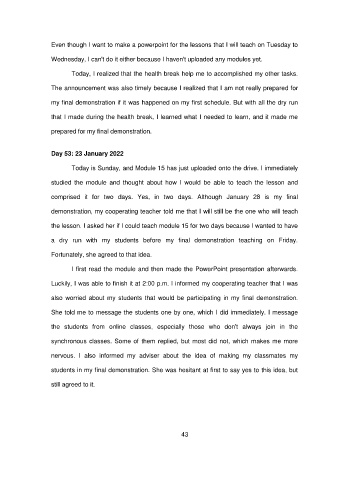 Even though I want to make a powerpoint for the lessons that I will teach on Tuesday to
Wednesday, I can't do it either because I haven't uploaded any modules yet.
Today, I realized that the health break help me to accomplished my other tasks.
The announcement was also timely because I realized that I am not really prepared for
my final demonstration if it was happened on my first schedule. But with all the dry run
that I made during the health break, I learned what I needed to learn, and it made me
prepared for my final demonstration.
Day 53: 23 January 2022
Today is Sunday, and Module 15 has just uploaded onto the drive. I immediately
studied the module and thought about how I would be able to teach the lesson and
comprised it for two days. Yes, in two days. Although January 28 is my final
demonstration, my cooperating teacher told me that I will still be the one who will teach
the lesson. I asked her if I could teach module 15 for two days because I wanted to have
a dry run with my students before my final demonstration teaching on Friday.
Fortunately, she agreed to that idea.
I first read the module and then made the PowerPoint presentation afterwards.
Luckily, I was able to finish it at 2:00 p.m. I informed my cooperating teacher that I was
also worried about my students that would be participating in my final demonstration.
She told me to message the students one by one, which I did immediately. I message
the students from online classes, especially those who don't always join in the
synchronous classes. Some of them replied, but most did not, which makes me more
nervous. I also informed my adviser about the idea of making my classmates my
students in my final demonstration. She was hesitant at first to say yes to this idea, but
still agreed to it.
43